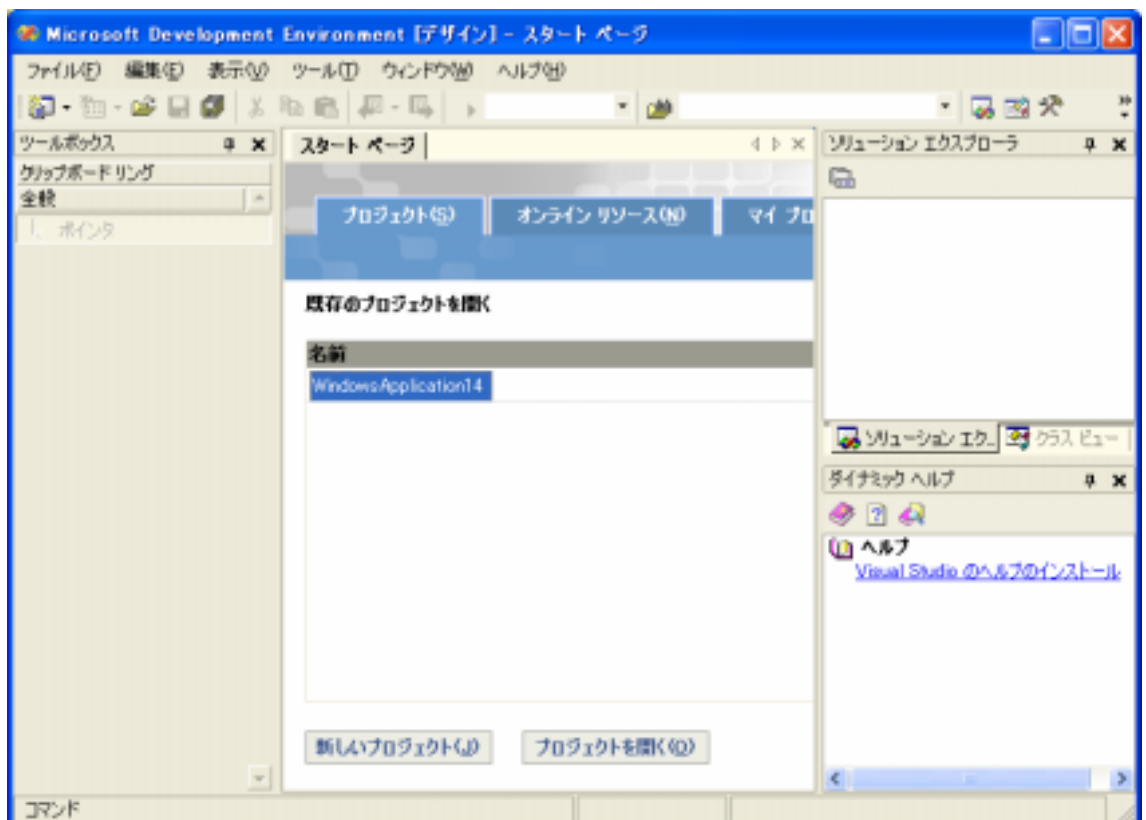 Microsoft Development Environment [デザイン] - スタート ページ
ファイル(F) 編集(E) 表示(V) ツール(T) ウィンドウ(W) ヘルプ(H)
ツールボックス
クリップボード リング
全般
ポインタ
スタート ページ
プロジェクト(S) オンライン リソース(N) マイ プロ
既存のプロジェクトを開く
名前
WindowsApplication14
新しいプロジェクト(J) プロジェクトを開く(O)
ソリューション エクスプローラ
ソリューション エク... クラス ビュー
ダイナミック ヘルプ
ヘルプ
Visual Studio のヘルプのインストール
コマンド